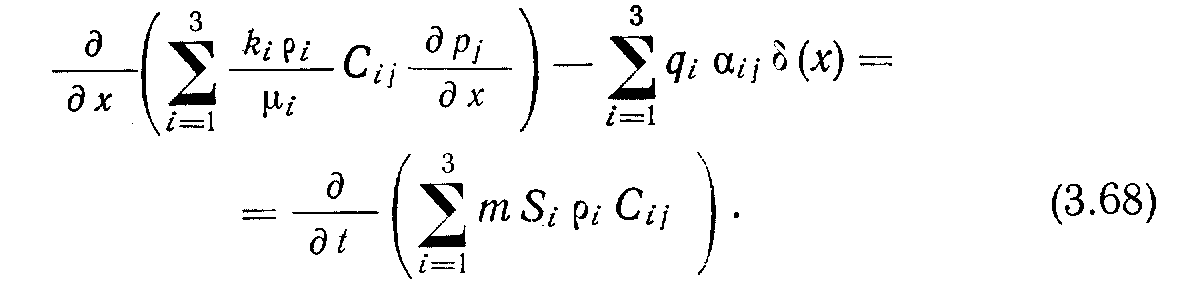 ∂/∂x ( ∑_{i=1}^{3} (k_i ρ_i / μ_i) C_{ij} ∂p_j/∂x ) — ∑_{i=1}^{3} q_i α_{ij} δ (x) =
= ∂/∂t ( ∑_{i=1}^{3} m S_i ρ_i C_{ij} ) . (3.68)